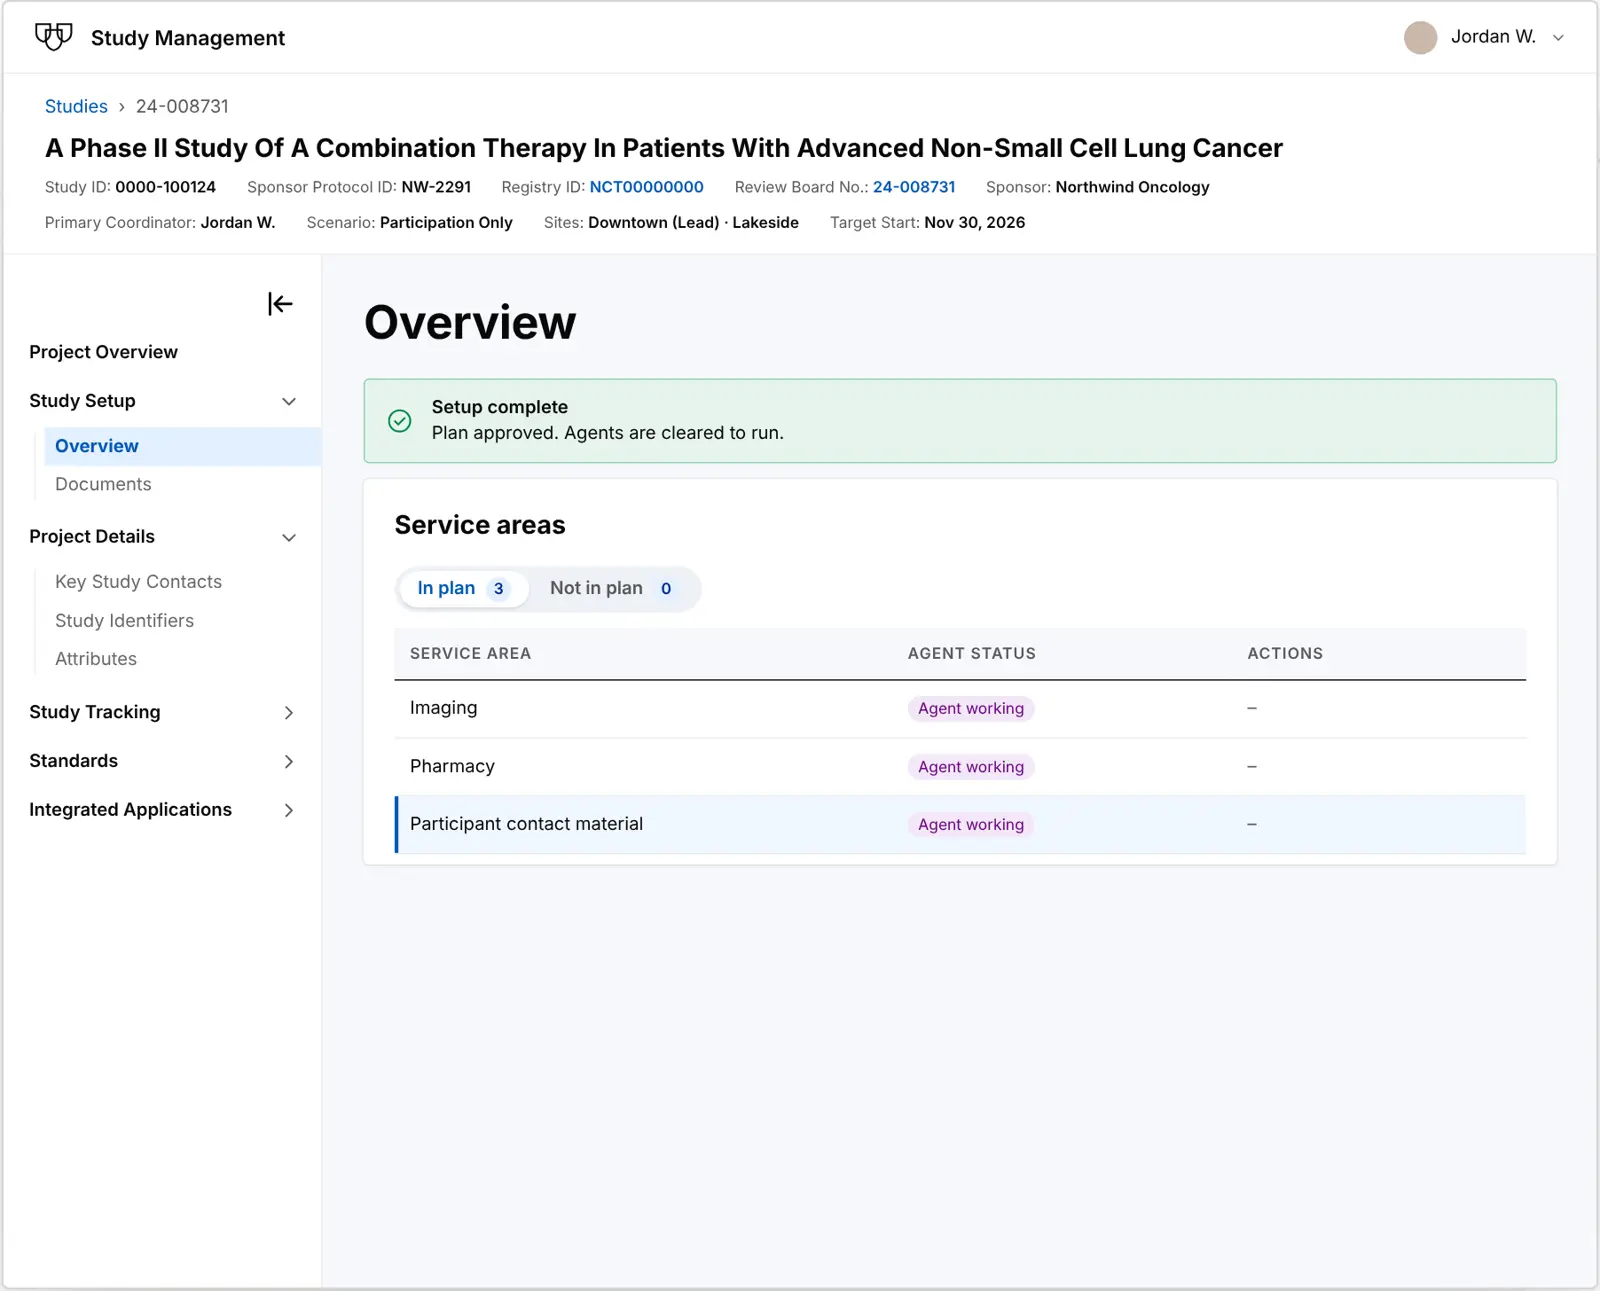 Study Management
Jordan W.
Studies › 24-008731
A Phase II Study Of A Combination Therapy In Patients With Advanced Non-Small Cell Lung Cancer
Study ID: 0000-100124 Sponsor Protocol ID: NW-2291 Registry ID: NCT00000000 Review Board No.: 24-008731 Sponsor: Northwind Oncology
Primary Coordinator: Jordan W. Scenario: Participation Only Sites: Downtown (Lead) · Lakeside Target Start: Nov 30, 2026
Project Overview
Study Setup
Overview
Documents
Project Details
Key Study Contacts
Study Identifiers
Attributes
Study Tracking
Standards
Integrated Applications
Overview
Setup complete
Plan approved. Agents are cleared to run.
Service areas
In plan 3 Not in plan 0
SERVICE AREA AGENT STATUS ACTIONS
Imaging Agent working –
Pharmacy Agent working –
Participant contact material Agent working –